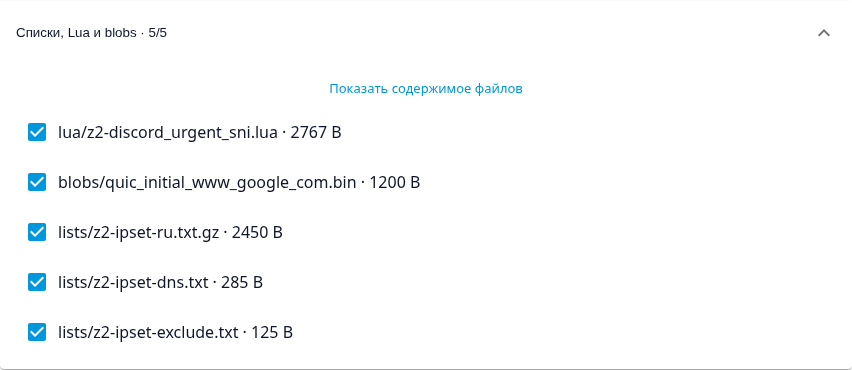 Списки, Lua и blobs · 5/5
Показать содержимое файлов
lua/z2-discord_urgent_sni.lua · 2767 B
blobs/quic_initial_www_google_com.bin · 1200 B
lists/z2-ipset-ru.txt.gz · 2450 B
lists/z2-ipset-dns.txt · 285 B
lists/z2-ipset-exclude.txt · 125 B